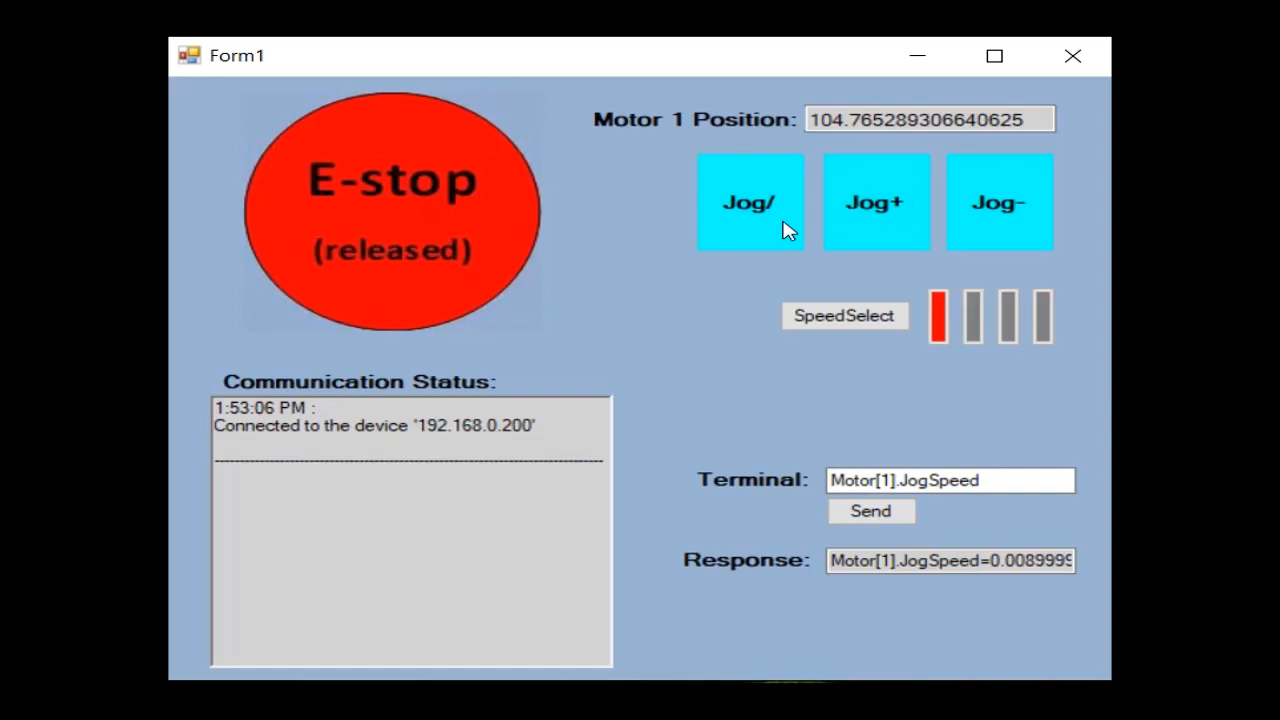 Form1
E-stop
(released)
Motor 1 Position: 104.765289306640625
Jog/ Jog+ Jog-
SpeedSelect
Communication Status:
1:53:06 PM :
Connected to the device '192.168.0.200'
Terminal: Motor[1].JogSpeed
Send
Response: Motor[1].JogSpeed=0.0089999